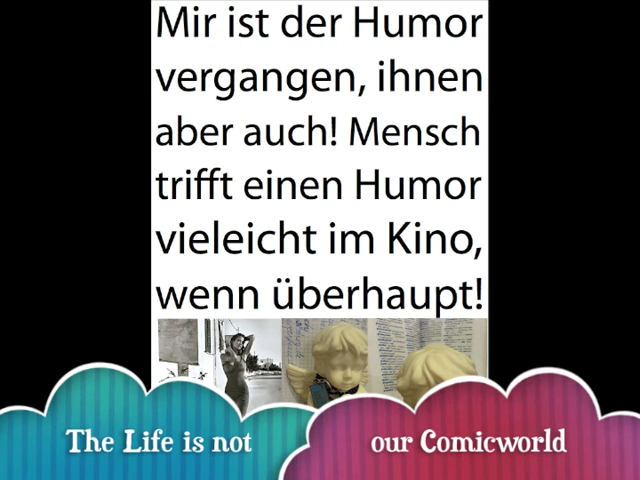 Mir ist der Humor
vergangen, ihnen
aber auch! Mensch
trifft einen Humor
vieleicht im Kino,
wenn überhaupt!
The Life is not
our Comicworld